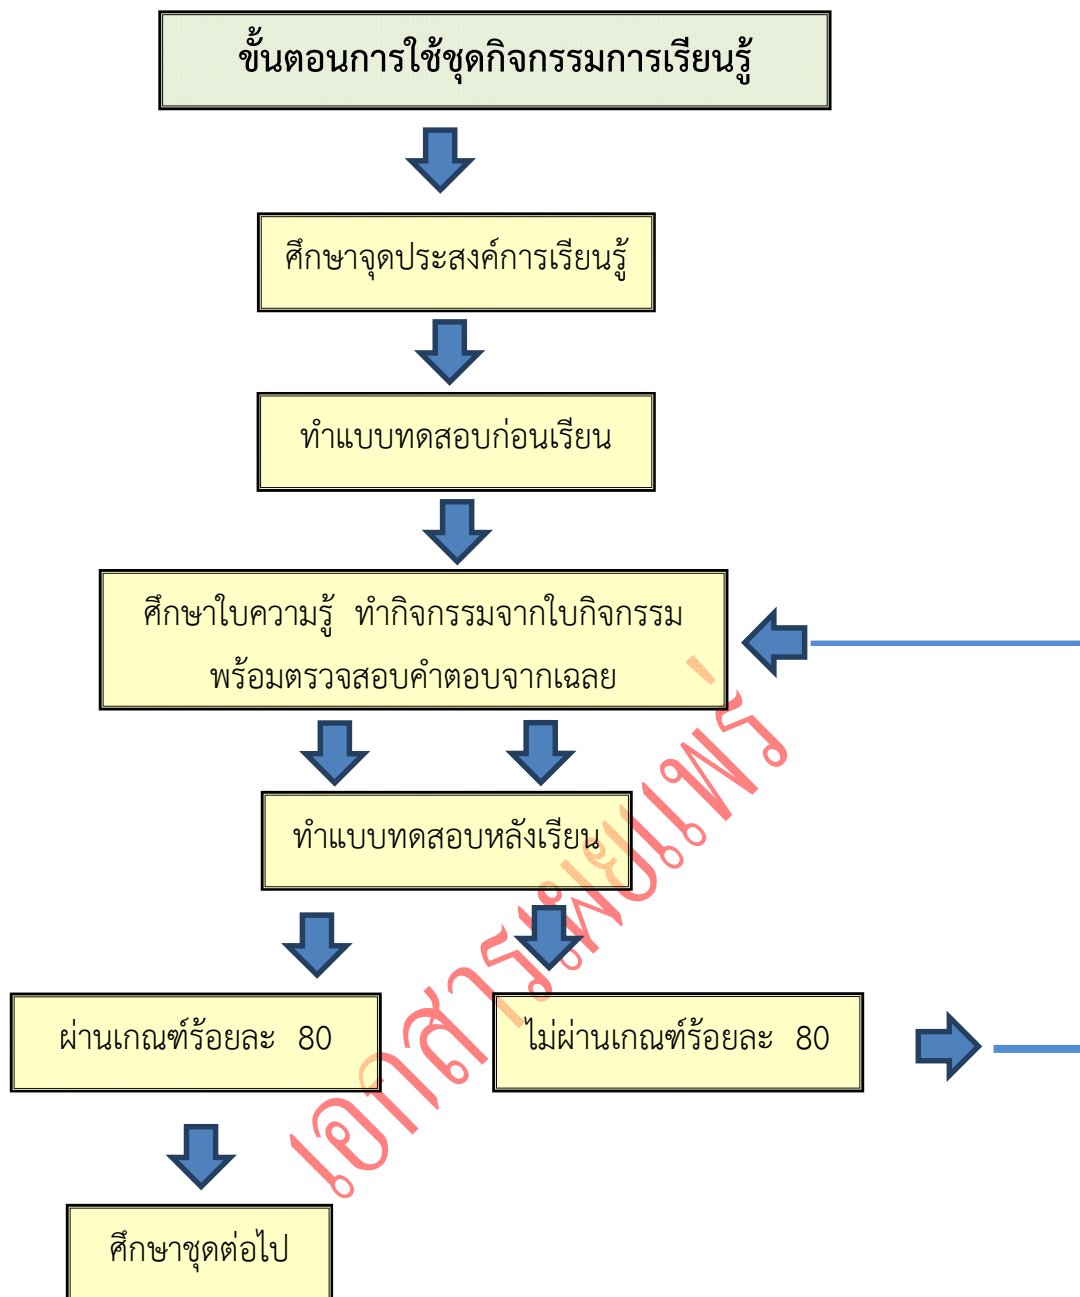 ขั้นตอนการใช้ชุดกิจกรรมการเรียนรู้
ศึกษาจุดประสงค์การเรียนรู้
ทำแบบทดสอบก่อนเรียน
ศึกษาใบความรู้ ทำกิจกรรมจากใบกิจกรรม
พร้อมตรวจสอบคำตอบจากเฉลย
ทำแบบทดสอบหลังเรียน
ผ่านเกณฑ์ร้อยละ 80
ไม่ผ่านเกณฑ์ร้อยละ 80
ศึกษาชุดต่อไป
เอกสารเผยแพร่